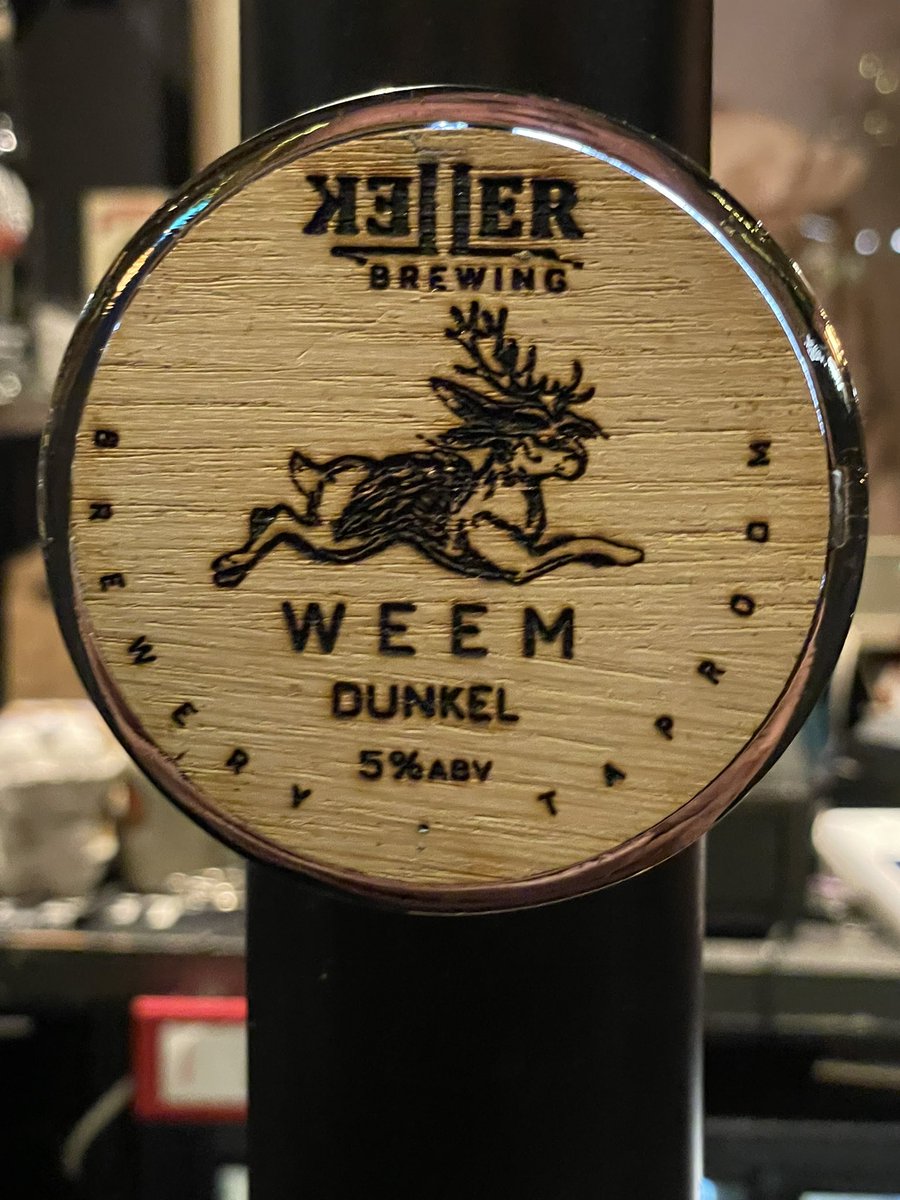 KELLER
BREWING
WEEM
DUNKEL
5% ABV
BREWERY TAPROOM